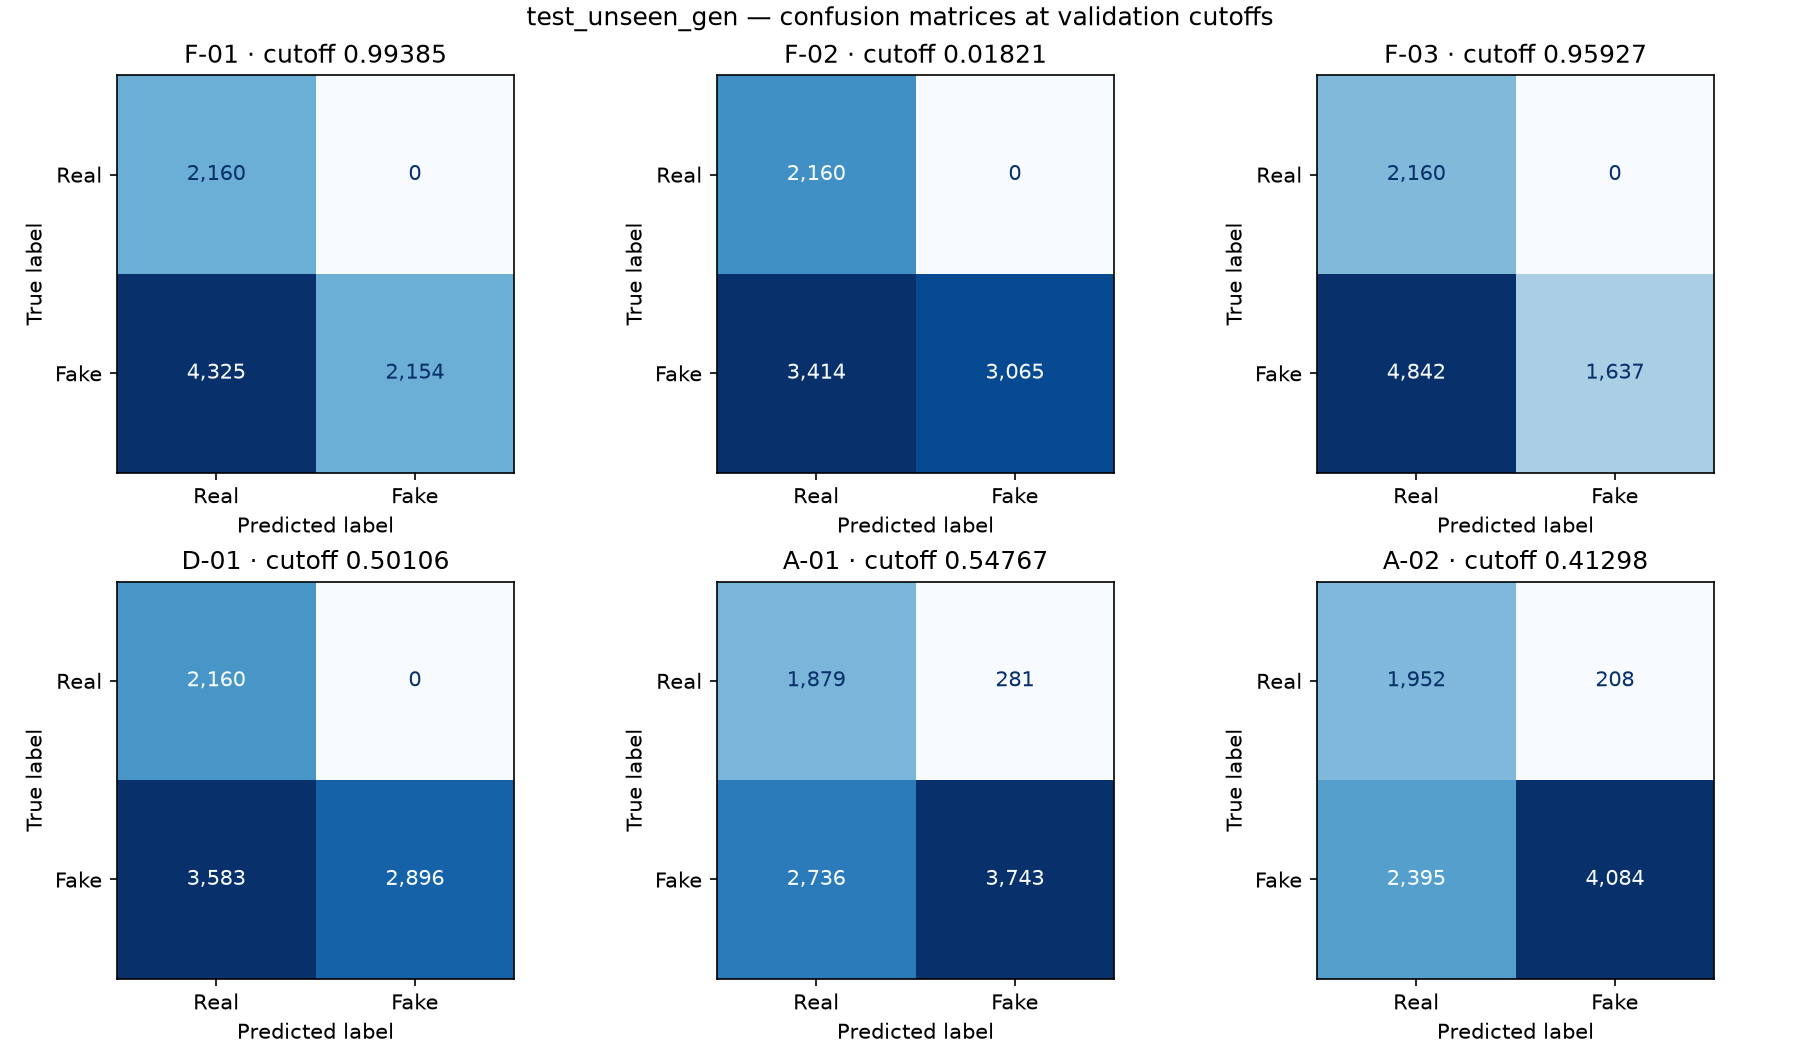 test_unseen_gen — confusion matrices at validation cutoffs
F-01 · cutoff 0.99385
F-02 · cutoff 0.01821
F-03 · cutoff 0.95927
True label
Real
2,160
0
Fake
4,325
2,154
Real
Fake
Predicted label
True label
Real
2,160
0
Fake
3,414
3,065
Real
Fake
Predicted label
True label
Real
2,160
0
Fake
4,842
1,637
Real
Fake
Predicted label
D-01 · cutoff 0.50106
A-01 · cutoff 0.54767
A-02 · cutoff 0.41298
True label
Real
2,160
0
Fake
3,583
2,896
Real
Fake
Predicted label
True label
Real
1,879
281
Fake
2,736
3,743
Real
Fake
Predicted label
True label
Real
1,952
208
Fake
2,395
4,084
Real
Fake
Predicted label